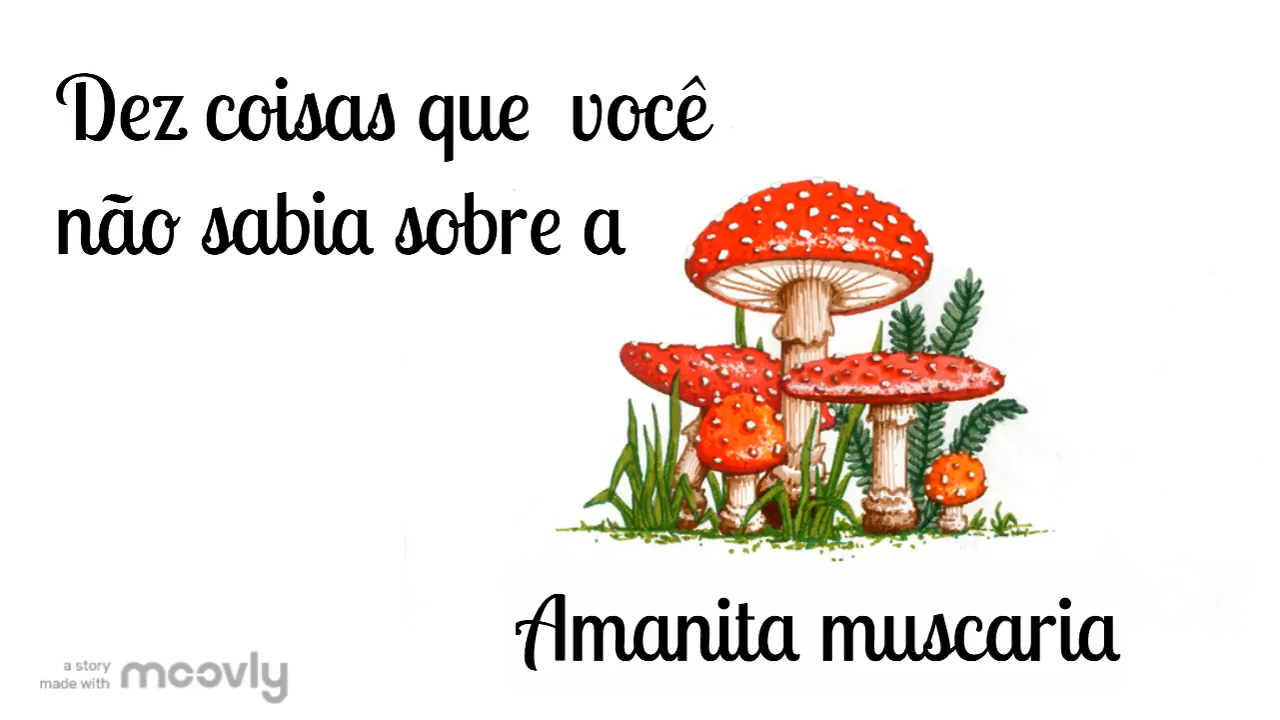 Dez coisas que você
não sabia sobre a
Amanita muscaria
a story
made with moovly